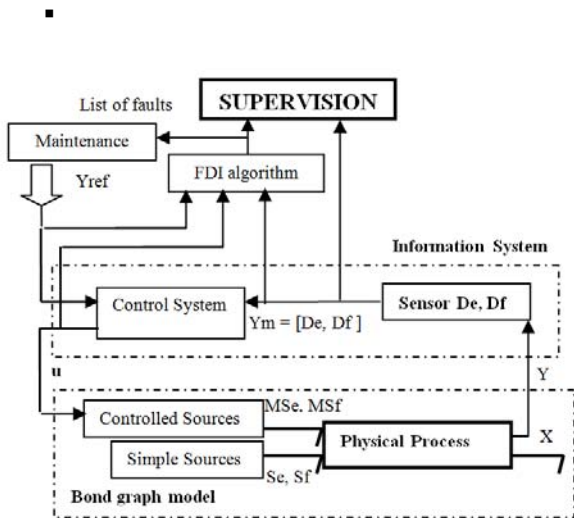 SUPERVISION
List of faults
Maintenance
FDI algorithm
Yref
Information System
Control System
Sensor De, Df
Ym = [De, Df ]
u
Y
Controlled Sources
MSe. MSf
Physical Process
X
Simple Sources
Se, Sf
Bond graph model